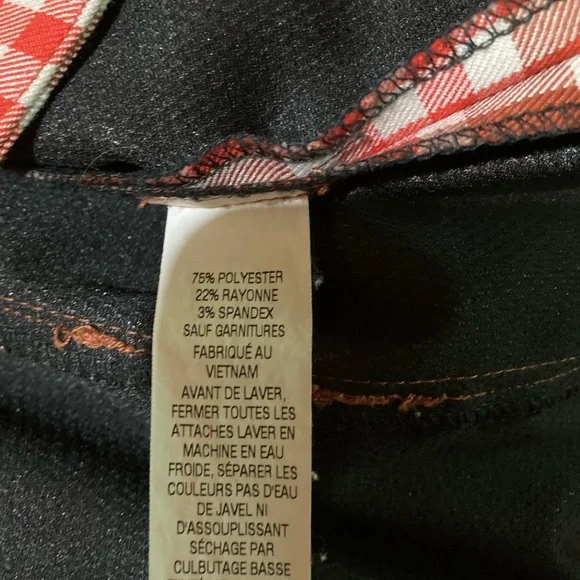 75% POLYESTER
22% RAYONNE
3% SPANDEX
SAUF GARNITURES
FABRIQUÉ AU
VIETNAM
AVANT DE LAVER,
FERMER TOUTES LES
ATTACHES LAVER EN
MACHINE EN EAU
FROIDE, SÉPARER LES
COULEURS PAS D'EAU
DE JAVEL NI
D'ASSOUPLISSANT
SÉCHAGE PAR
CULBUTAGE BASSE